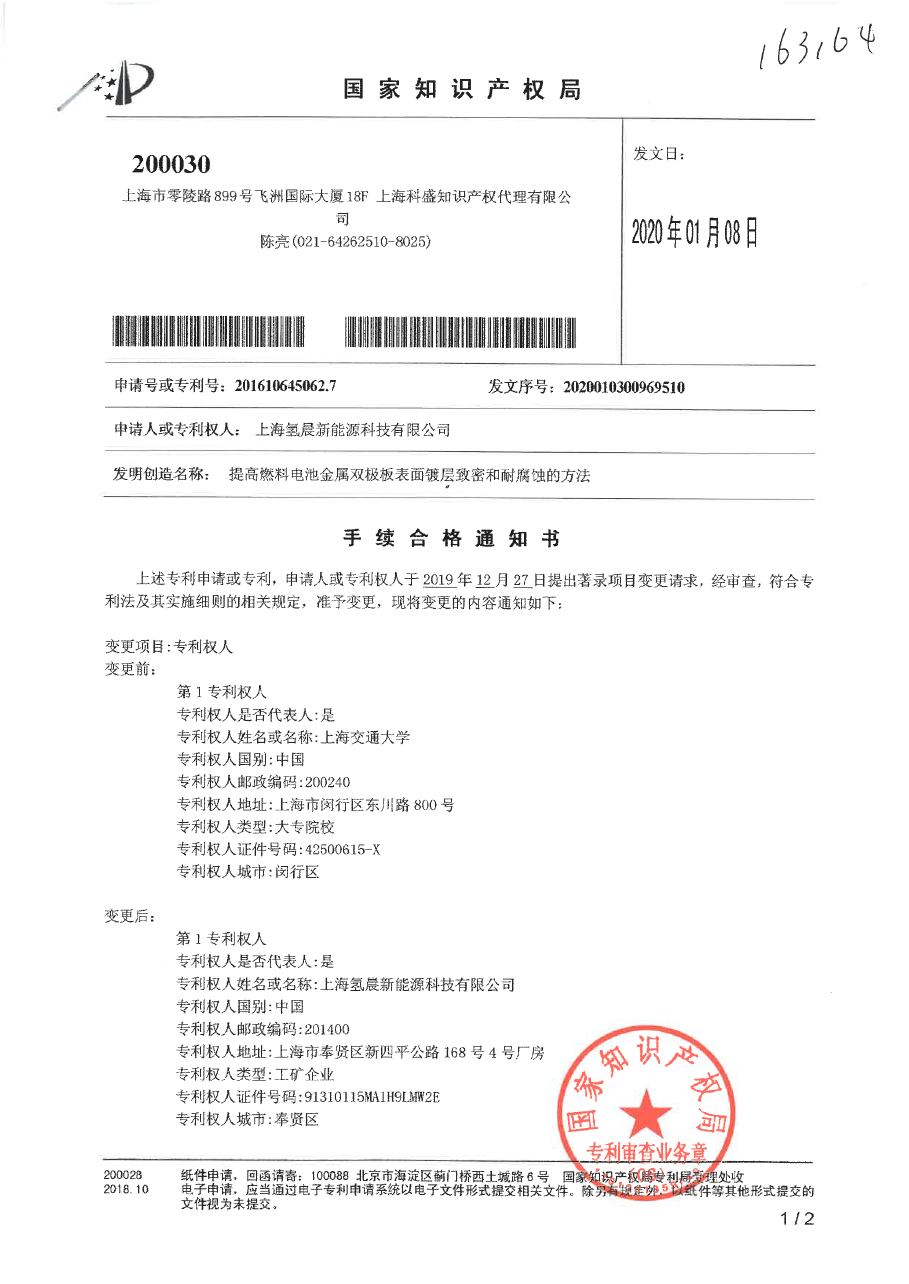 163,164
国家知识产权局
200030
上海市零陵路899号飞洲国际大厦18F 上海科盛知识产权代理有限公
司
陈亮(021-64262510-8025)
发文日：
2020年01月08日
申请号或专利号：201610645062.7 发文序号：2020010300969510
申请人或专利权人： 上海氢晨新能源科技有限公司
发明创造名称： 提高燃料电池金属双极板表面镀层致密和耐腐蚀的方法
手续合格通知书
上述专利申请或专利，申请人或专利权人于 2019 年 12 月 27 日提出著录项目变更请求，经审查，符合专
利法及其实施细则的相关规定，准予变更，现将变更的内容通知如下：
变更项目:专利权人
变更前：
第 1 专利权人
专利权人是否代表人:是
专利权人姓名或名称:上海交通大学
专利权人国别:中国
专利权人邮政编码:200240
专利权人地址:上海市闵行区东川路 800 号
专利权人类型:大专院校
专利权人证件号码:42500615-X
专利权人城市:闵行区
变更后：
第 1 专利权人
专利权人是否代表人:是
专利权人姓名或名称:上海氢晨新能源科技有限公司
专利权人国别:中国
专利权人邮政编码:201400
专利权人地址:上海市奉贤区新四平公路 168 号 4 号厂房
专利权人类型:工矿企业
专利权人证件号码:91310115MA1H9LMW2E
专利权人城市:奉贤区
国家知识产权局
专利审查业务章
200028 纸件申请，回函请寄：100088 北京市海淀区蓟门桥西土城路 6 号 国家知识产权局专利局受理处收
2018.10 电子申请，应当通过电子专利申请系统以电子文件形式提交相关文件。除另有规定外，以纸件等其他形式提交的
文件视为未提交。
1 / 2